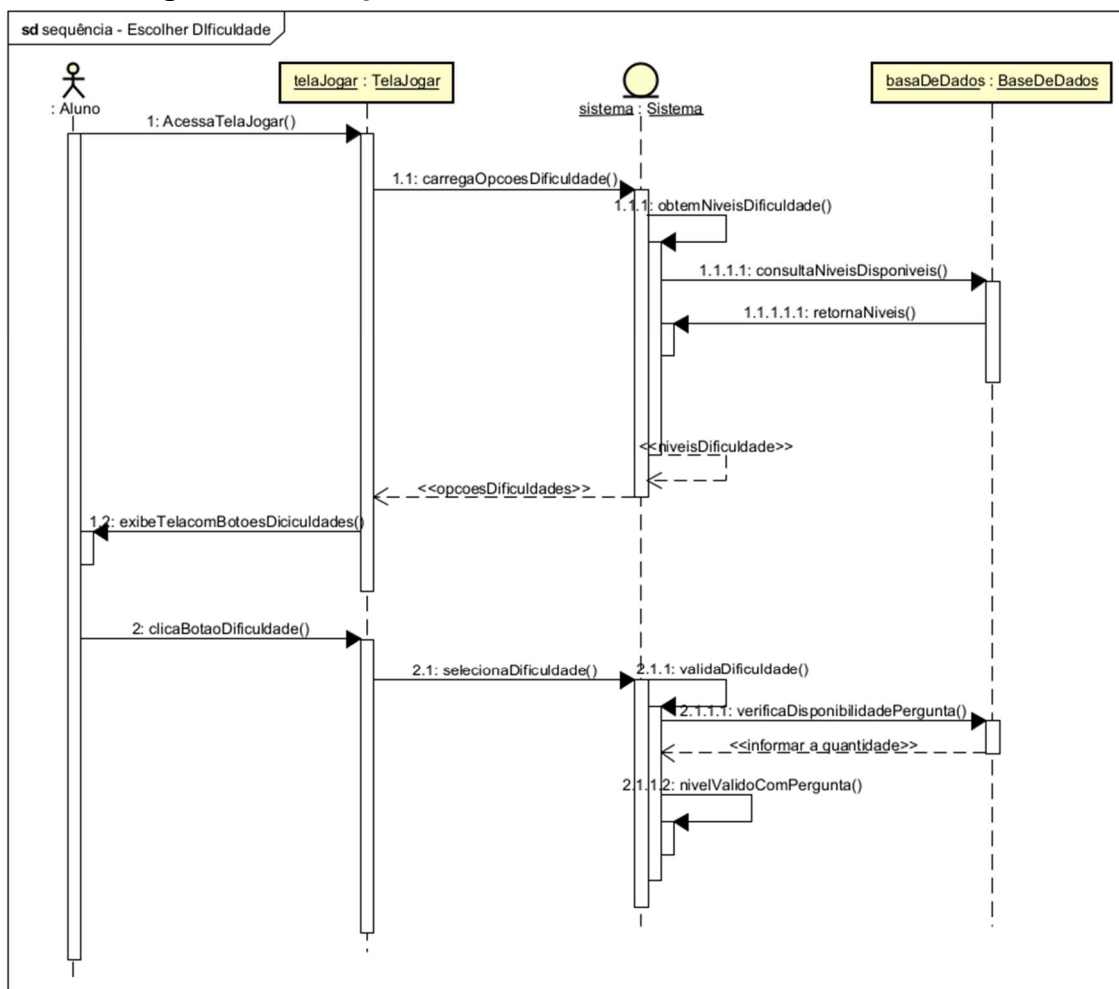 sd sequência - Escolher DIficuldade
: Aluno
telaJogar : TelaJogar
sistema : Sistema
basaDeDados : BaseDeDados
1: AcessaTelaJogar()
1.1: carregaOpcoesDificuldade()
1.1.1: obtemNiveisDificuldade()
1.1.1.1: consultaNiveisDisponiveis()
1.1.1.1.1: retornaNiveis()
<<niveisDificuldade>>
<<opcoesDificuldades>>
1.2: exibeTelacomBotoesDiciculdades()
2: clicaBotaoDificuldade()
2.1: selecionaDificuldade()
2.1.1: validaDificuldade()
2.1.1.1: verificaDisponibilidadePergunta()
<<informar a quantidade>>
2.1.1.2: nivelValidoComPergunta()